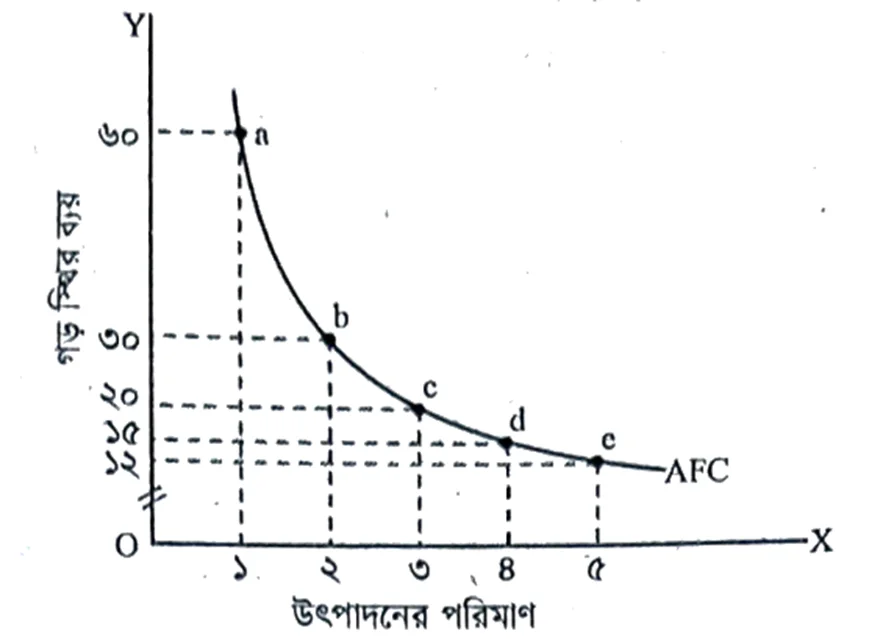 Y
৬০
a
গড় স্থির ব্যয়
b
৩০
c
২০
d
১৫
e
১২
AFC
O
X
১ ২ ৩ ৪ ৫
উৎপাদনের পরিমাণ